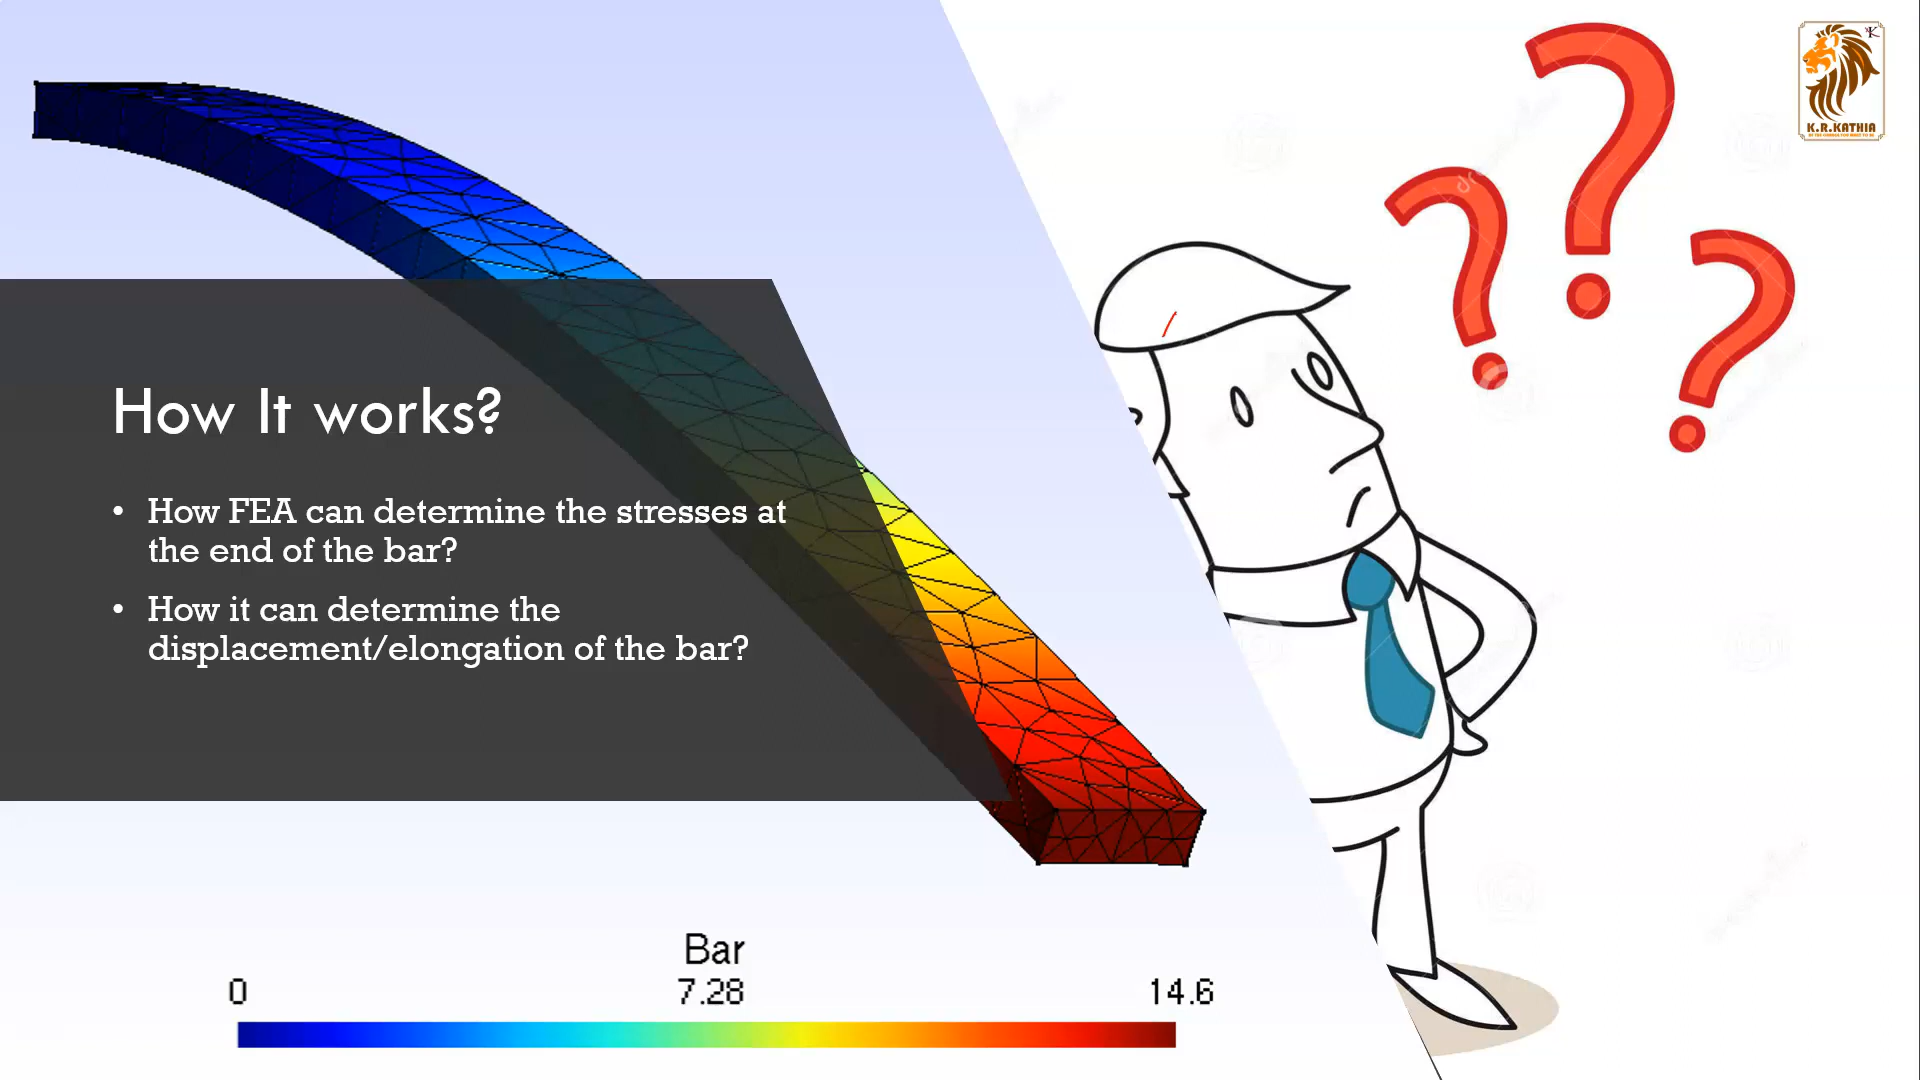 K.R.KATHIA
How It works?
• How FEA can determine the stresses at
the end of the bar?
• How it can determine the
displacement/elongation of the bar?
Bar
0 7.28 14.6